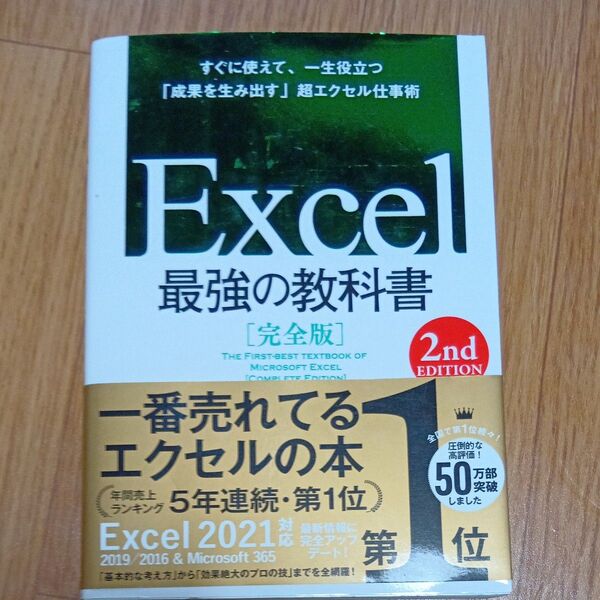 すぐに使えて、一生役立つ
「成果を生み出す」超エクセル仕事術
Excel
最強の教科書
[完全版]
2nd
EDITION
THE FIRST-BEST TEXTBOOK OF
MICROSOFT EXCEL
[COMPLETE EDITION]
一番売れてる
エクセルの本
年間売上
ランキング
5年連続・第1位
Excel 2021対応
2019/2016 & Microsoft 365
最新情報に
完全アップ
デート!
「基本的な考え方」から「効果絶大のプロの技」までを全網羅!
第1位
全国で第1位続々!
圧倒的な
高評価!
50万部
突破
しました